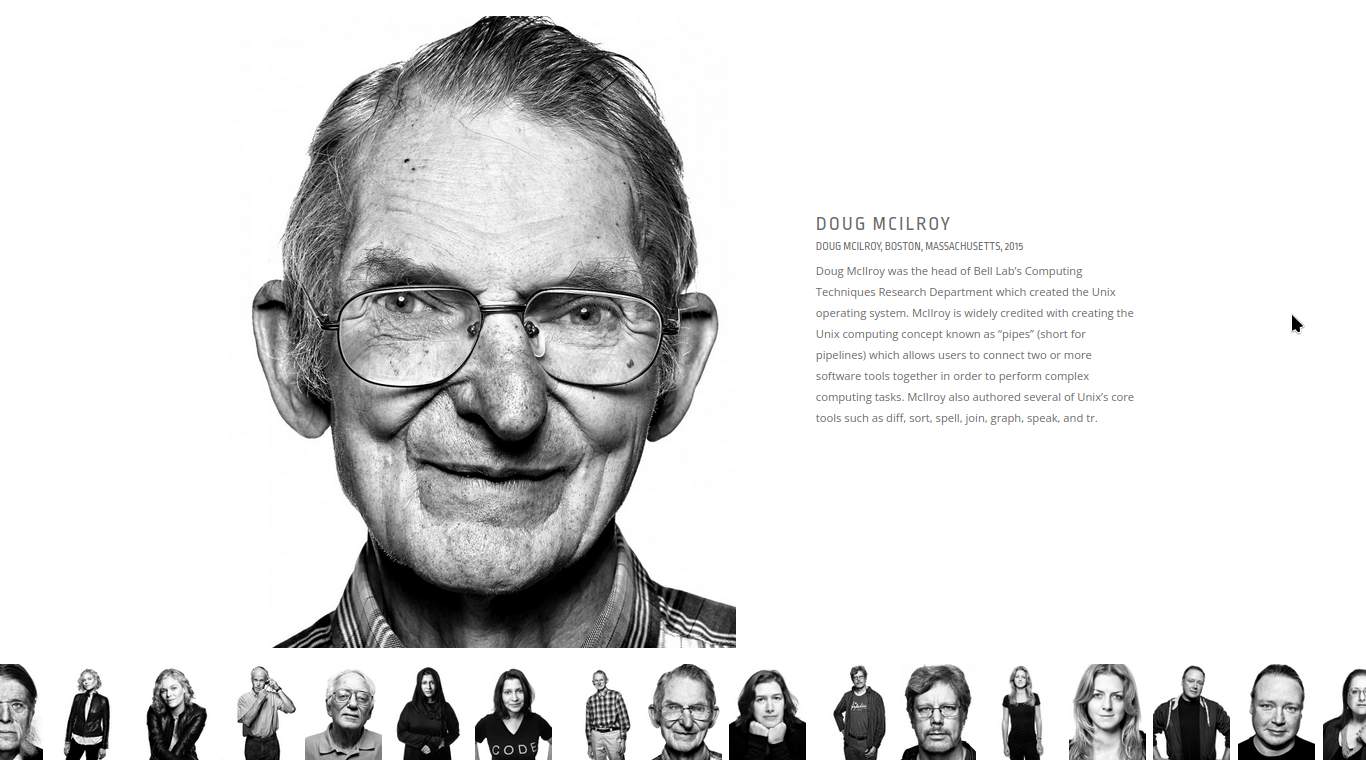 DOUG MCILROY
DOUG MCILROY, BOSTON, MASSACHUSETTS, 2015
Doug McIlroy was the head of Bell Lab’s Computing
Techniques Research Department which created the Unix
operating system. McIlroy is widely credited with creating the
Unix computing concept known as “pipes” (short for
pipelines) which allows users to connect two or more
software tools together in order to perform complex
computing tasks. McIlroy also authored several of Unix’s core
tools such as diff, sort, spell, join, graph, speak, and tr.
CODE